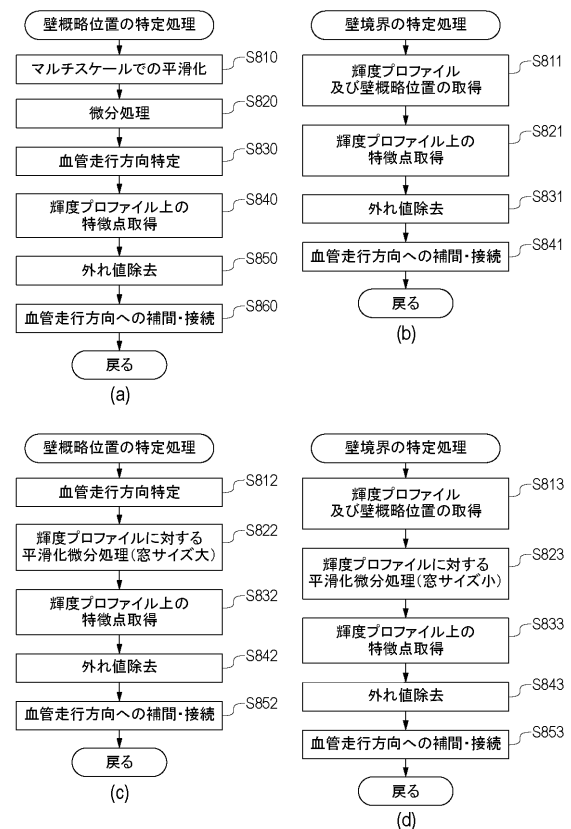 壁概略位置の特定処理
マルチスケールでの平滑化
S810
微分処理
S820
血管走行方向特定
S830
輝度プロファイル上の
特徴点取得
S840
外れ値除去
S850
血管走行方向への補間・接続
S860
戻る
(a)
壁境界の特定処理
輝度プロファイル
及び壁概略位置の取得
S811
輝度プロファイル上の
特徴点取得
S821
外れ値除去
S831
血管走行方向への補間・接続
S841
戻る
(b)
壁概略位置の特定処理
血管走行方向特定
S812
輝度プロファイルに対する
平滑化微分処理(窓サイズ大)
S822
輝度プロファイル上の
特徴点取得
S832
外れ値除去
S842
血管走行方向への補間・接続
S852
戻る
(c)
壁境界の特定処理
輝度プロファイル
及び壁概略位置の取得
S813
輝度プロファイルに対する
平滑化微分処理(窓サイズ小)
S823
輝度プロファイル上の
特徴点取得
S833
外れ値除去
S843
血管走行方向への補間・接続
S853
戻る
(d)